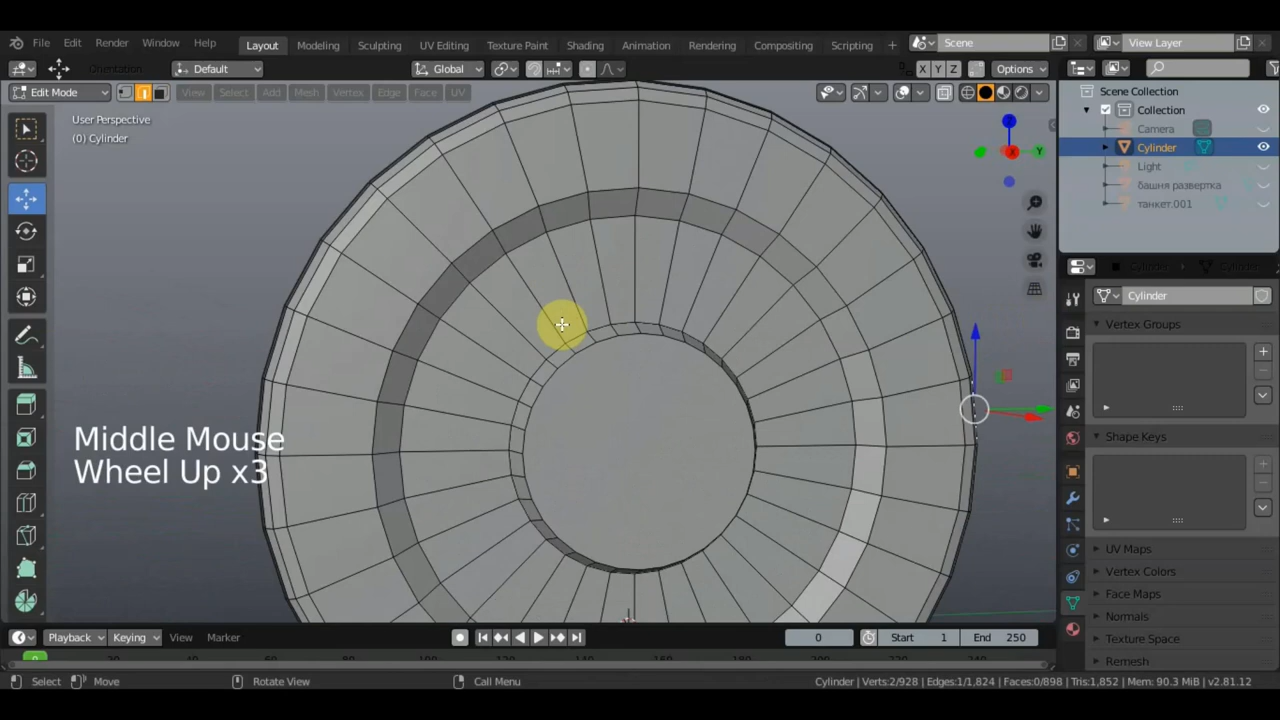 File Edit Render Window Help Layout Modeling Sculpting UV Editing Texture Paint Shading Animation Rendering Compositing Scripting + Scene View Layer
Orientation Default Global X Y Z Options
Edit Mode View Select Add Mesh Vertex Edge Face UV
Scene Collection
Collection
Camera
Cylinder
Light
башня развертка
танкет.001
User Perspective
(0) Cylinder
Z
X
Y
Middle Mouse
Wheel Up x3
Cylinder
Vertex Groups
Shape Keys
UV Maps
Vertex Colors
Face Maps
Normals
Texture Space
Remesh
Playback Keying View Marker 0 Start 1 End 250
0
Select Move Rotate View Call Menu Cylinder | Verts:2/928 | Edges:1/1,824 | Faces:0/898 | Tris:1,852 | Mem: 90.3 MiB | v2.81.12